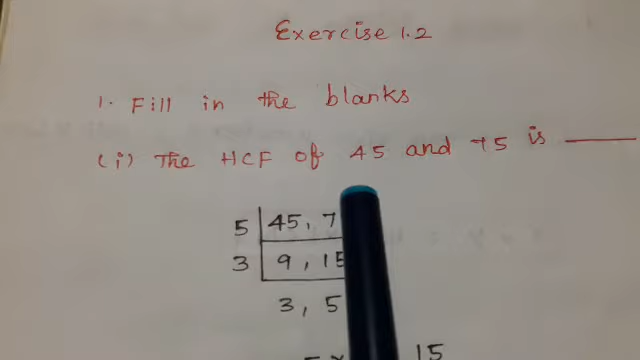 Exercise 1.2
1. Fill in the blanks
(i) The HCF of 45 and 75 is ____
5 | 45, 7
3 | 9, 15
3, 5
15